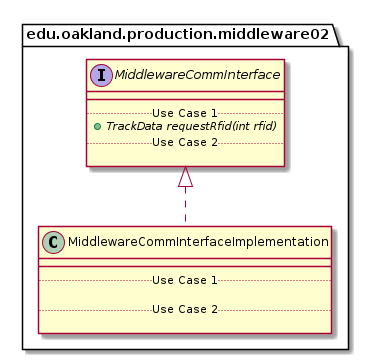 edu.oakland.production.middleware02
I MiddlewareCommInterface
Use Case 1
TrackData requestRfid(int rfid)
Use Case 2
C MiddlewareCommInterfaceImplementation
Use Case 1
Use Case 2